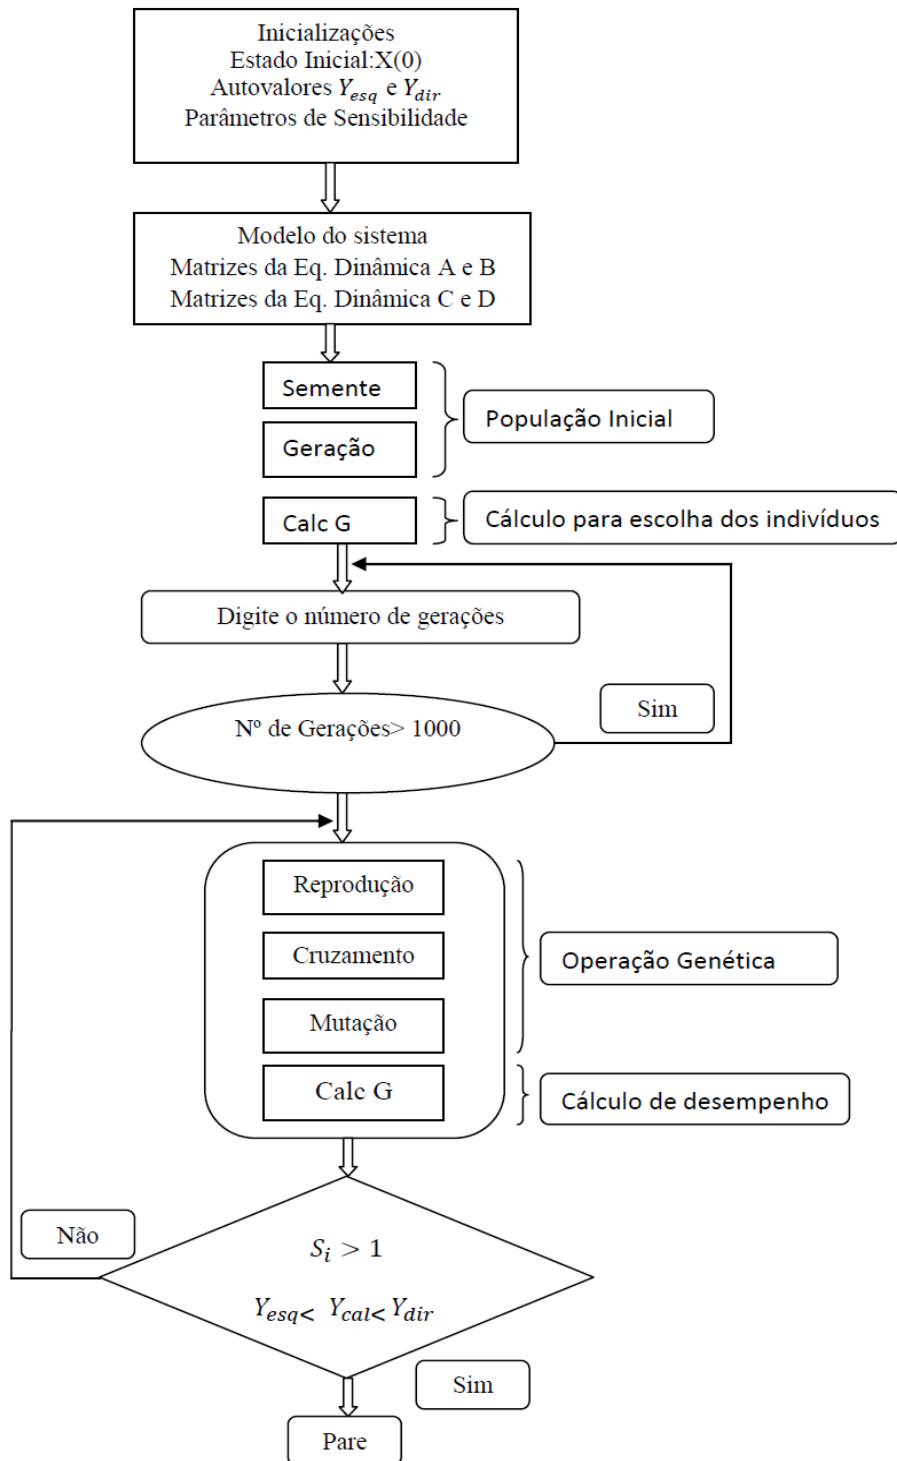 Inicializações
Estado Inicial:X(0)
Autovalores Y_esq e Y_dir
Parâmetros de Sensibilidade
Modelo do sistema
Matrizes da Eq. Dinâmica A e B
Matrizes da Eq. Dinâmica C e D
Semente
Geração
População Inicial
Calc G
Cálculo para escolha dos indivíduos
Digite o número de gerações
Nº de Gerações> 1000
Sim
Reprodução
Cruzamento
Mutação
Operação Genética
Calc G
Cálculo de desempenho
Não
S_i > 1
Y_esq< Y_cal< Y_dir
Sim
Pare